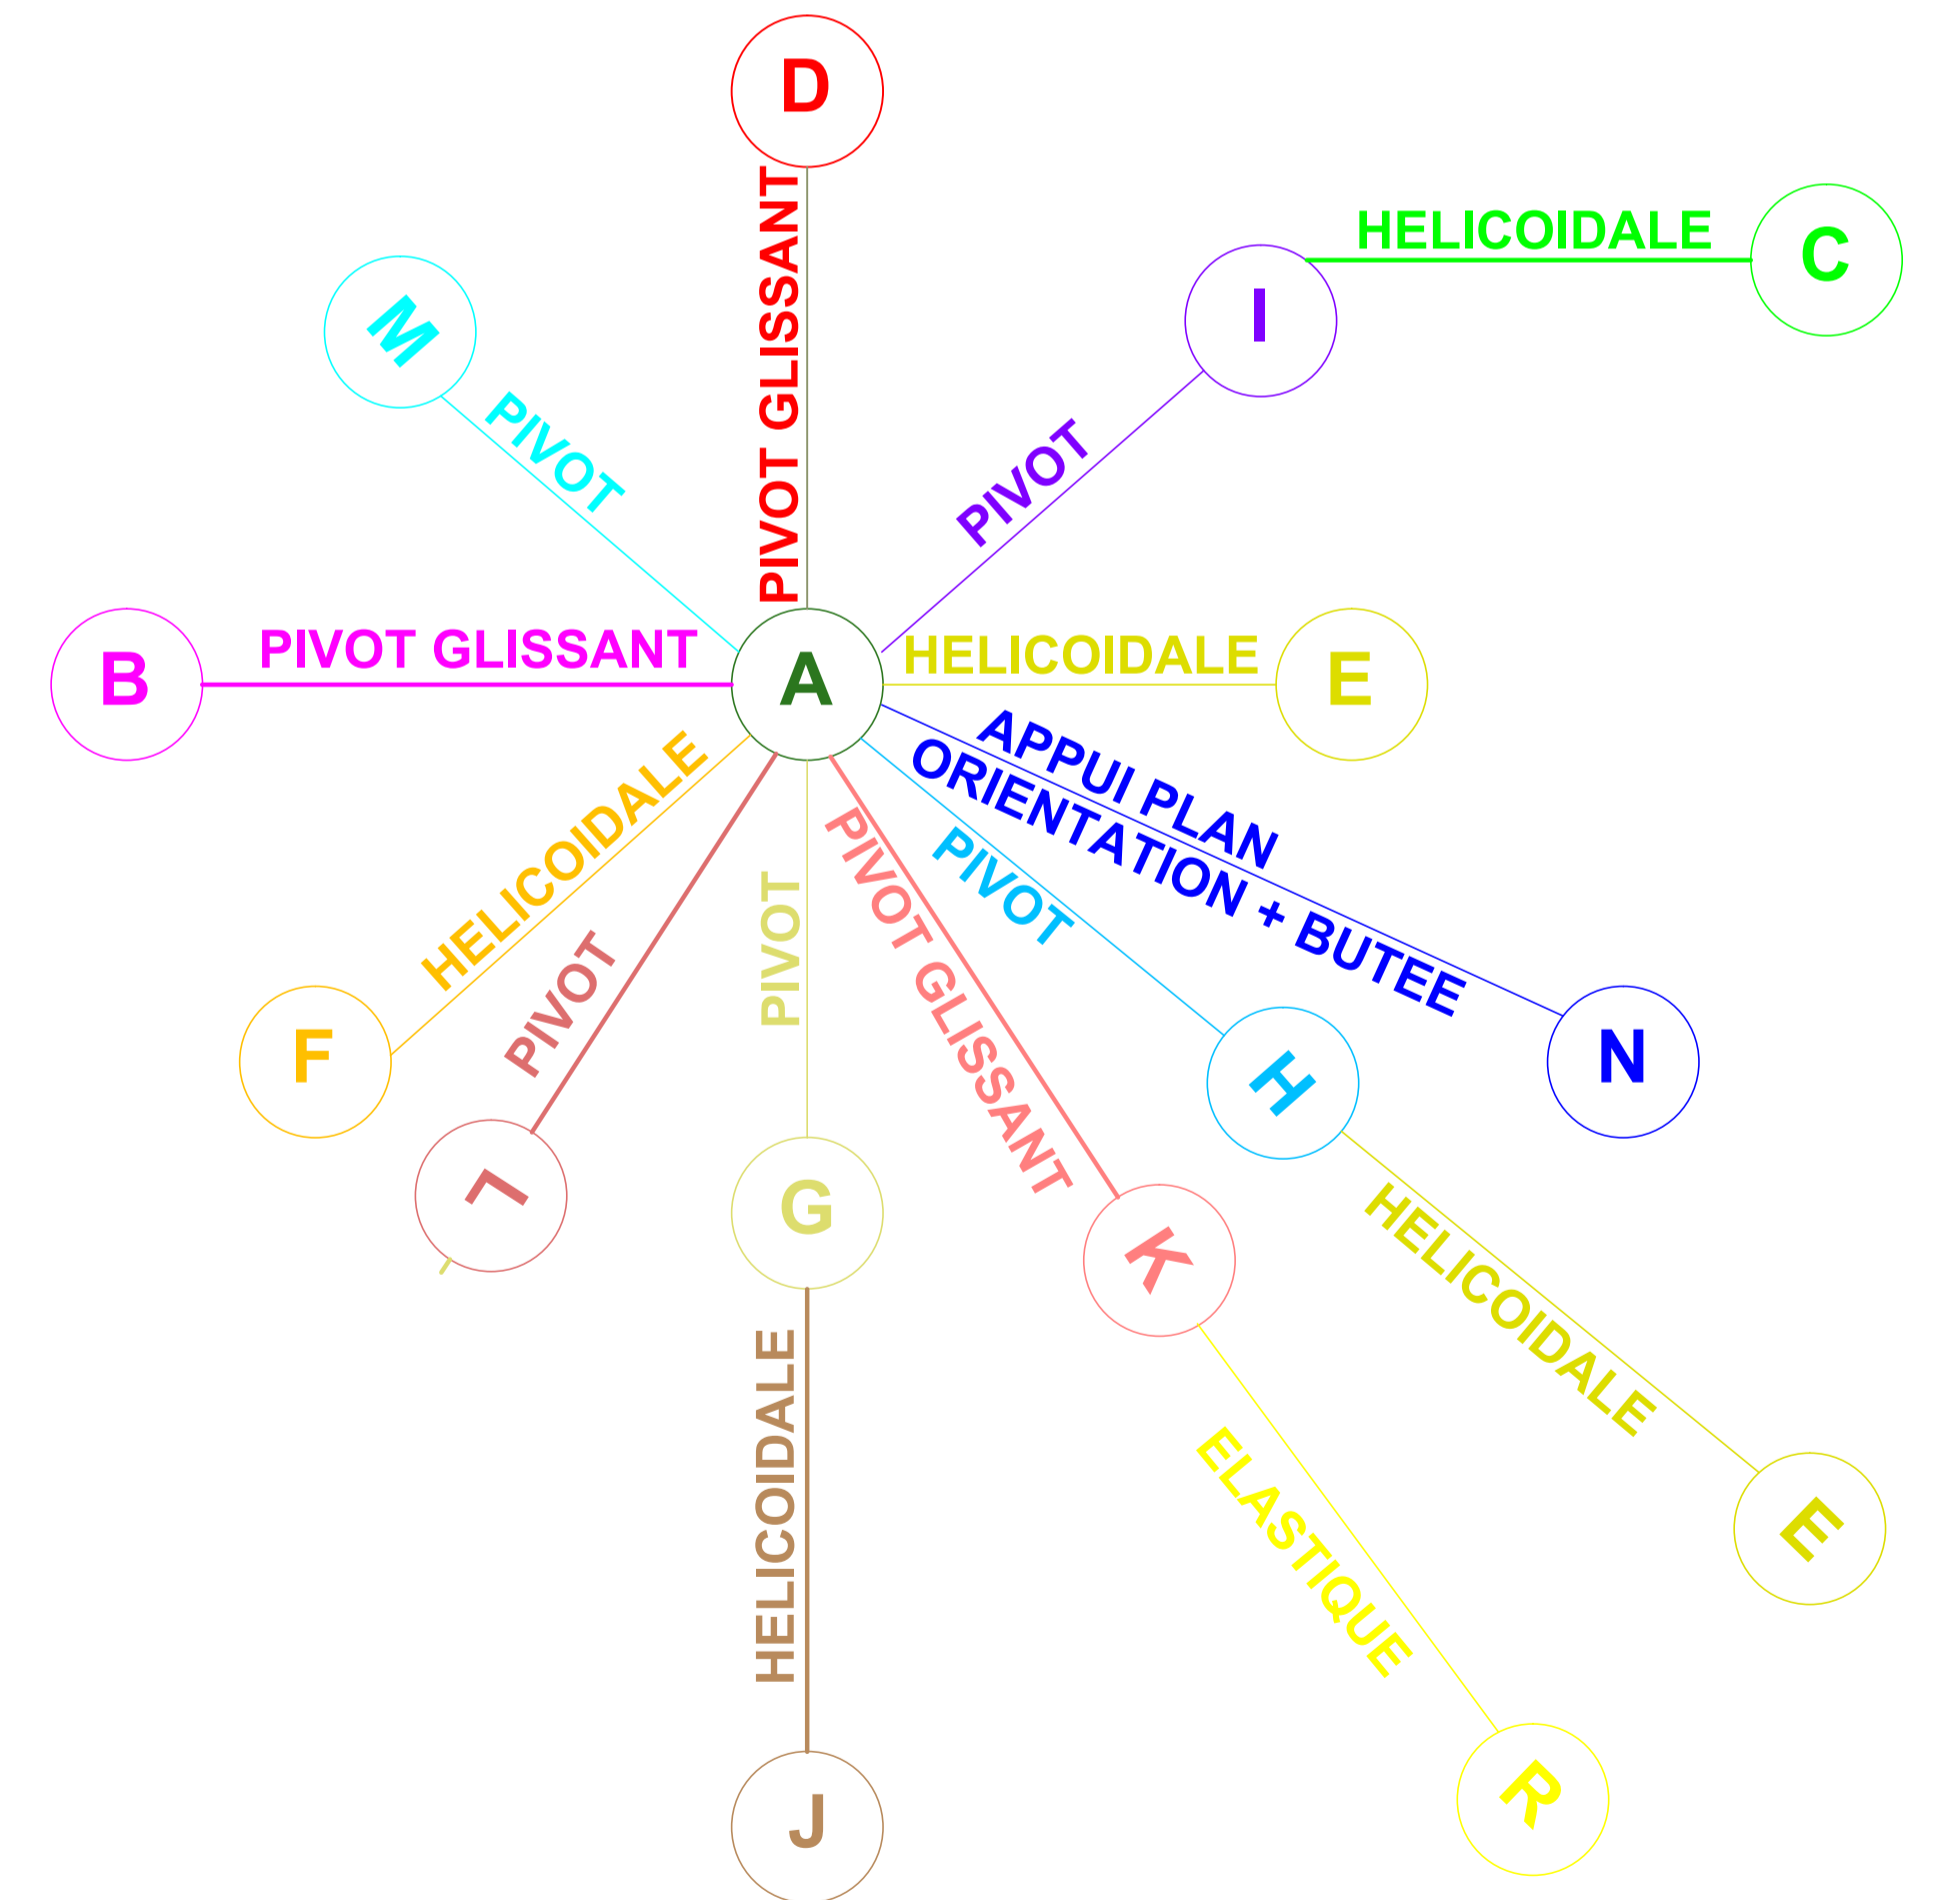 D
HELICOIDALE
C
I
M
PIVOT GLISSANT
PIVOT
PIVOT
B
PIVOT GLISSANT
A
HELICOIDALE
E
APPUI PLAN
ORIENTATION + BUTEE
N
HELICOIDALE
F
PIVOT
L
PIVOT
G
PIVOT GLISSANT
K
PIVOT
H
HELICOIDALE
E
HELICOIDALE
J
ELASTIQUE
R